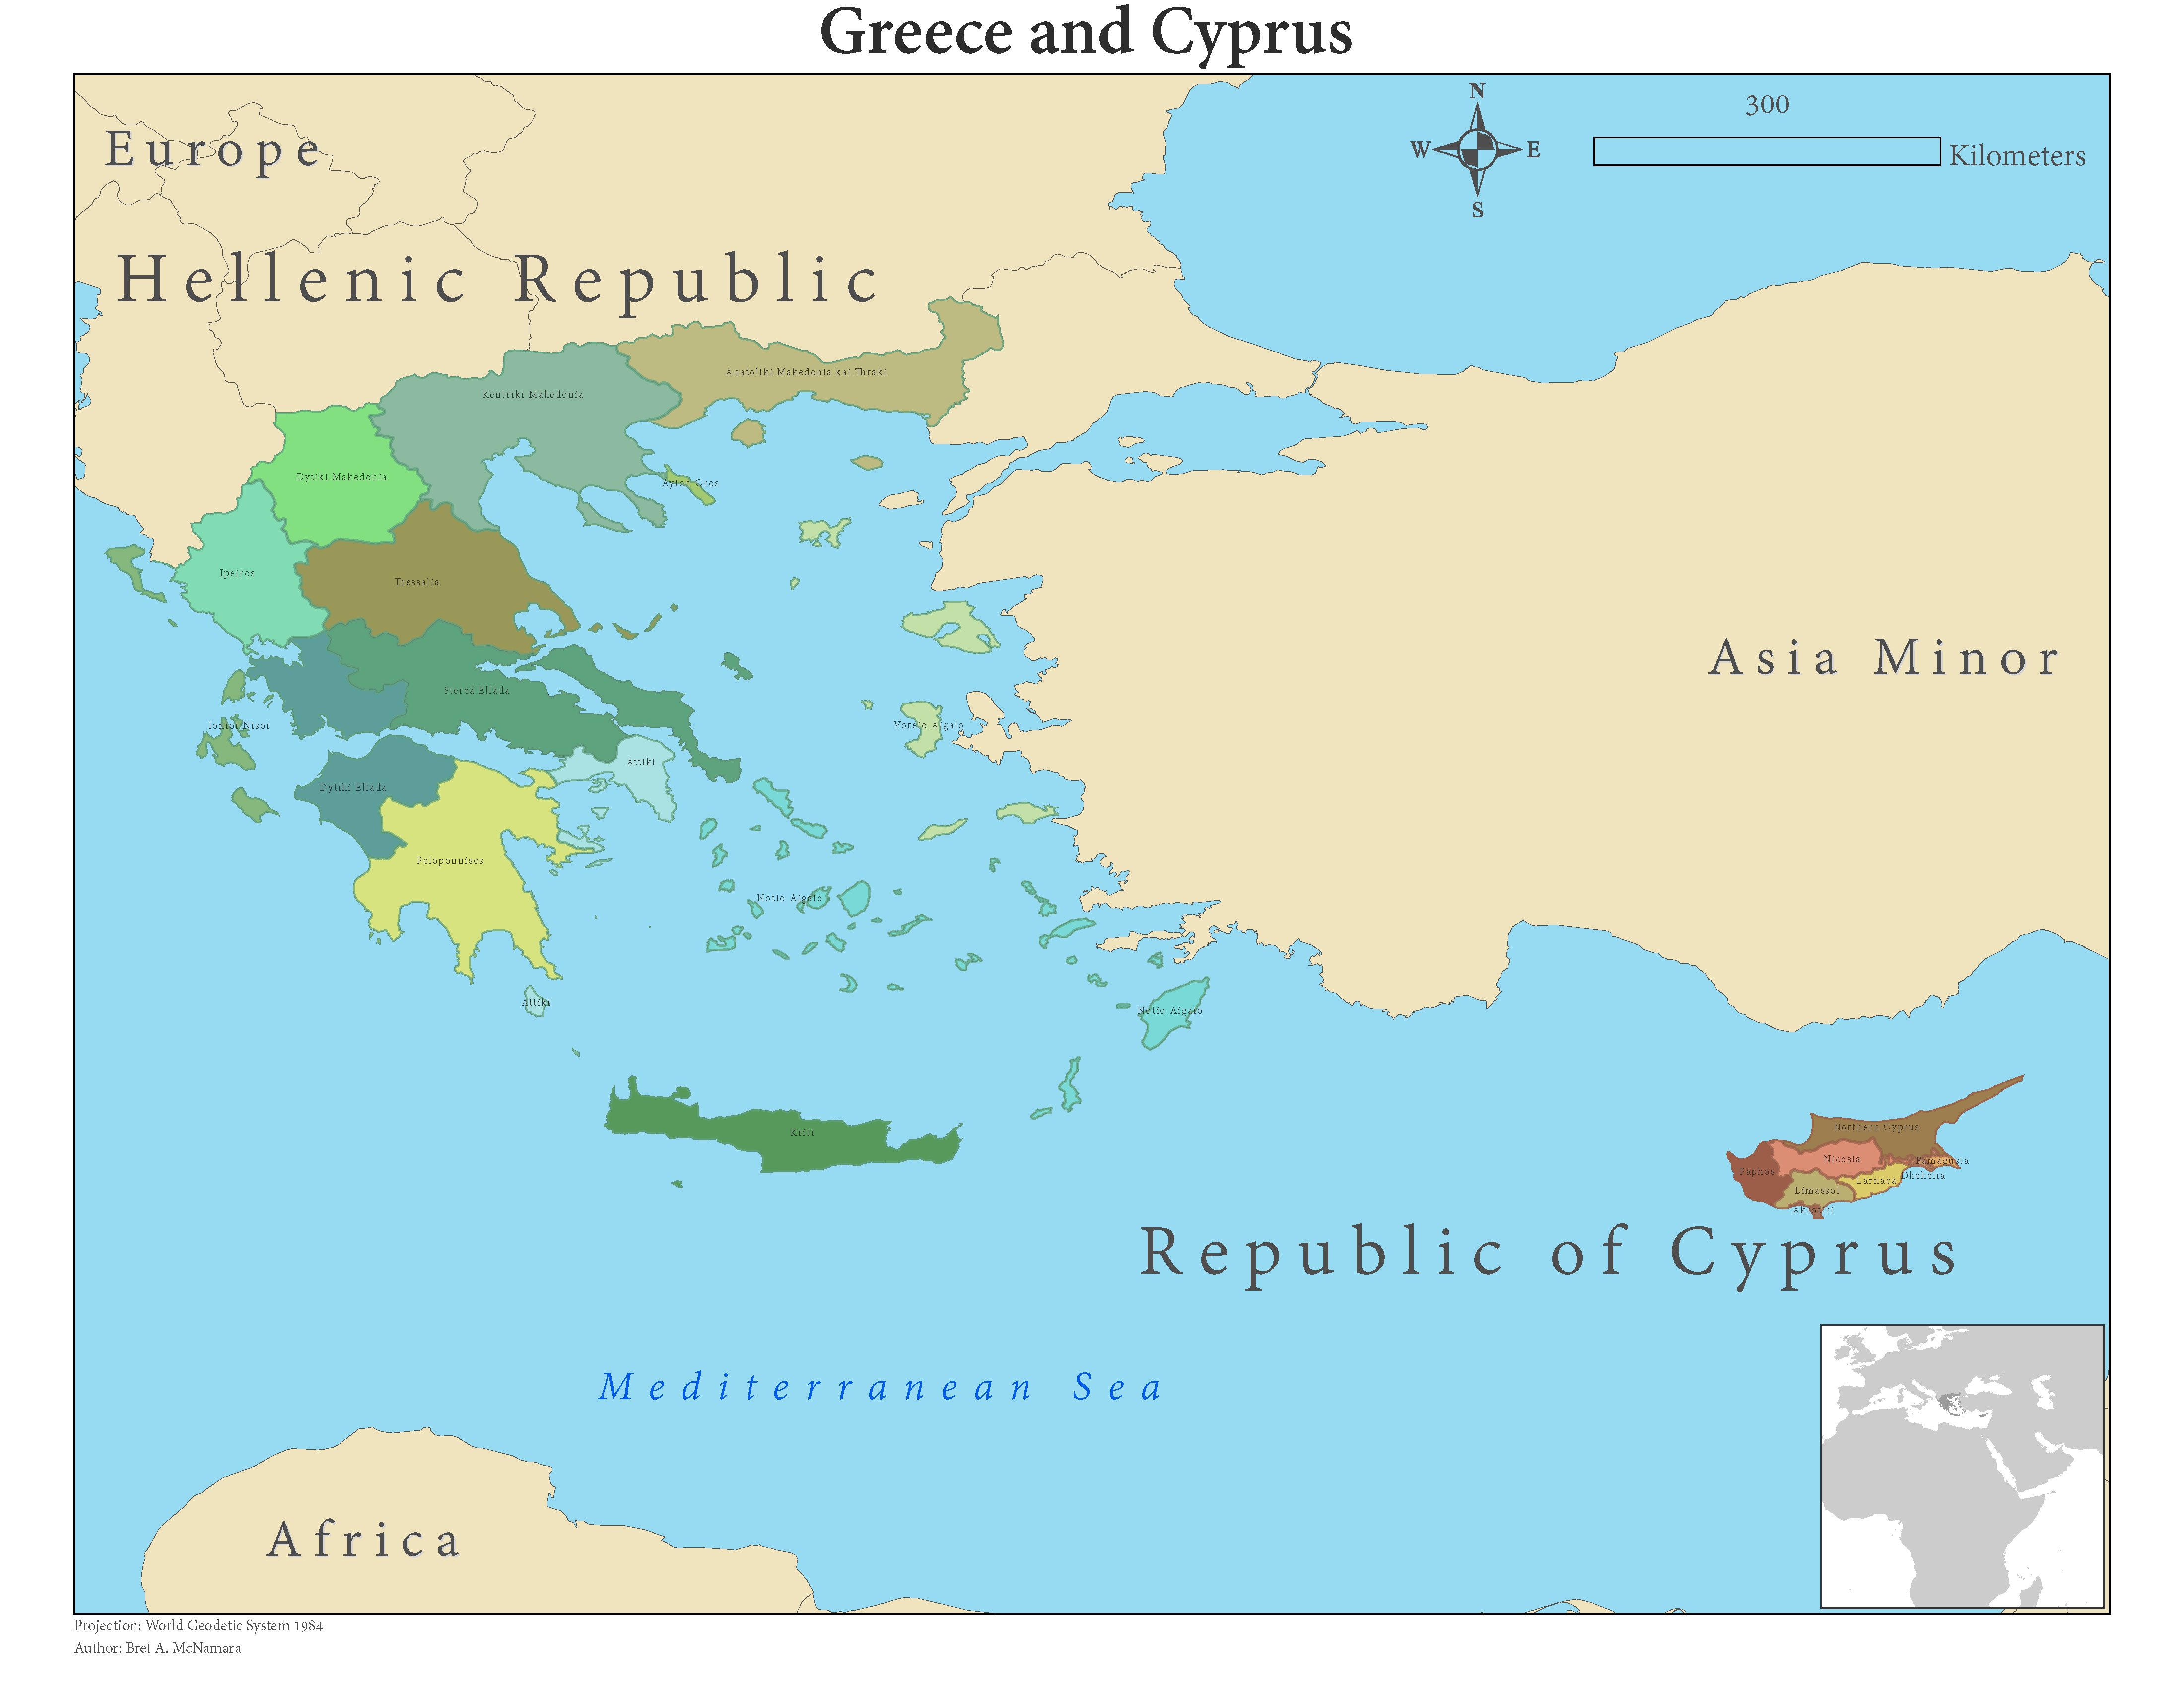 Greece and Cyprus
N
W E
S
300
Kilometers
Europe
Hellenic Republic
Anatoliki Makedonia kai Thraki
Kentriki Makedonia
Dytiki Makedonia
Ayion Oros
Ipeiros
Thessalia
Asia Minor
Stereá Elláda
Ionioi Nisoi
Voreio Aigaio
Attiki
Dytiki Ellada
Peloponnisos
Notio Aigaio
Attiki
Notio Aigaio
Kriti
Northern Cyprus
Nicosia
Famagusta
Paphos
Dhekelia
Larnaca
Limassol
Akrotiri
Republic of Cyprus
Mediterranean Sea
Africa
Projection: World Geodetic System 1984
Author: Bret A. McNamara